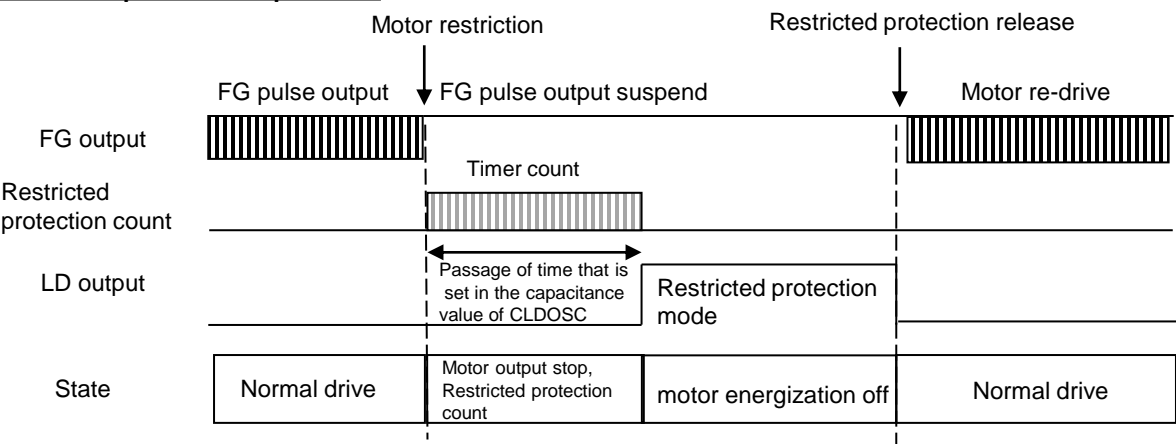 Motor restriction
Restricted protection release
FG pulse output
FG pulse output suspend
Motor re-drive
FG output
Timer count
Restricted
protection count
LD output
Passage of time that is
set in the capacitance
value of CLDOSC
Restricted protection
mode
State
Normal drive
Motor output stop,
Restricted protection
count
motor energization off
Normal drive